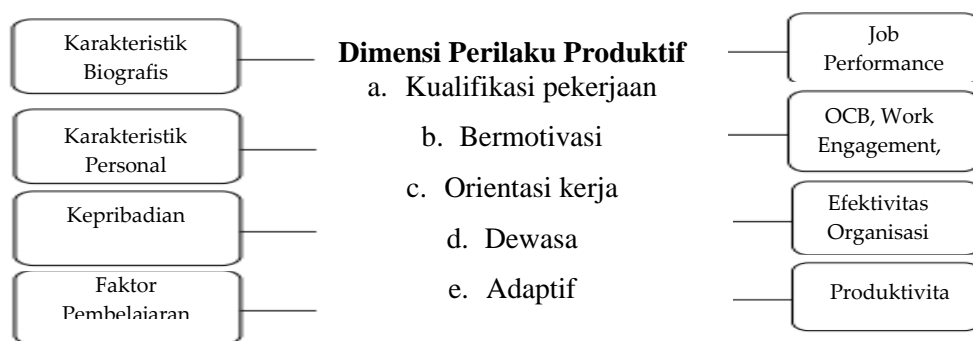 Karakteristik
Biografis
Karakteristik
Personal
Kepribadian
Faktor
Pembelajaran
Dimensi Perilaku Produktif
a. Kualifikasi pekerjaan
b. Bermotivasi
c. Orientasi kerja
d. Dewasa
e. Adaptif
Job
Performance
OCB, Work
Engagement,
Efektivitas
Organisasi
Produktivita